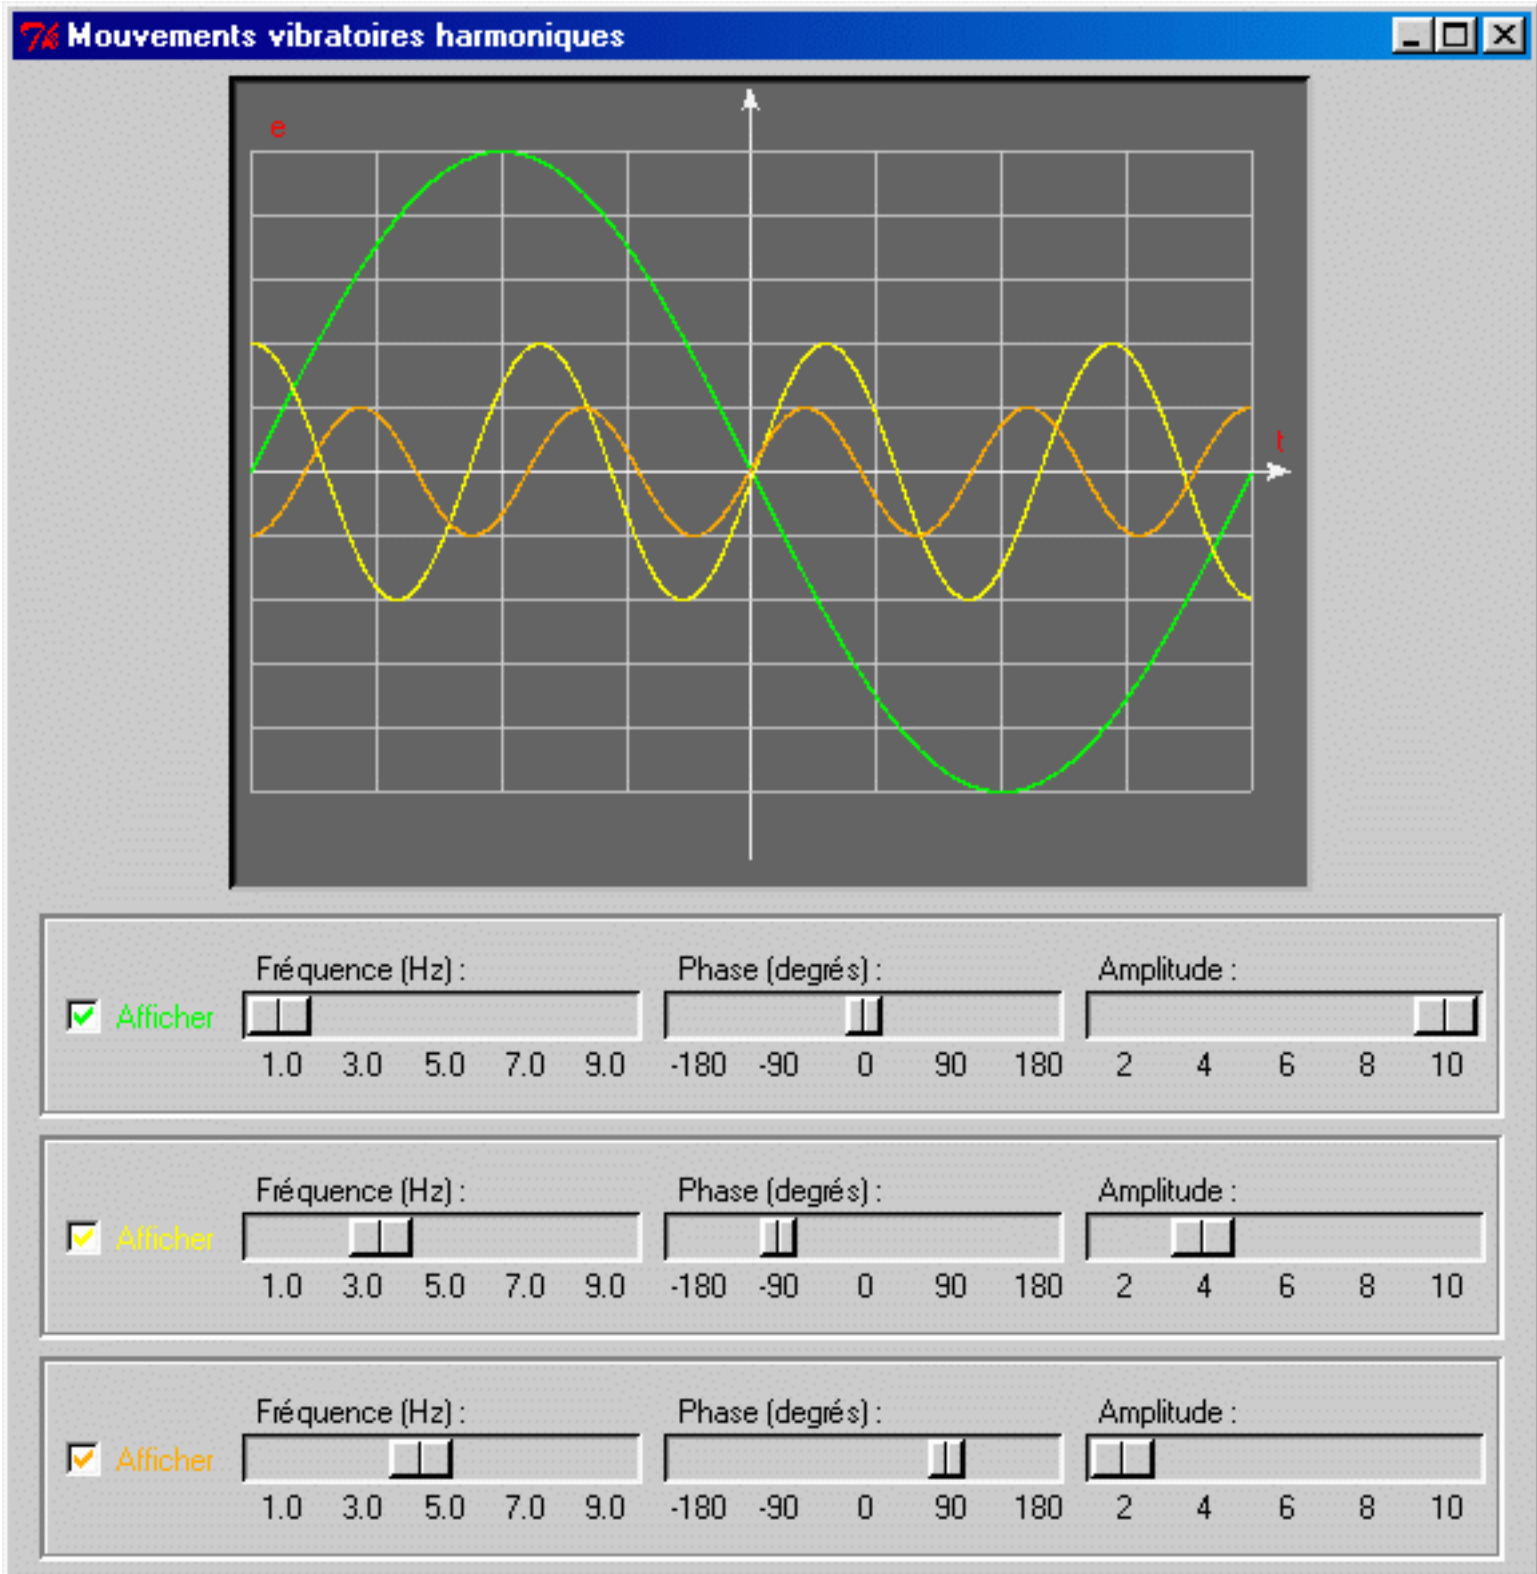 Mouvements vibratoires harmoniques
e
t
Fréquence (Hz) : Phase (degrés) : Amplitude :
Afficher
1.0 3.0 5.0 7.0 9.0 -180 -90 0 90 180 2 4 6 8 10
Fréquence (Hz) : Phase (degrés) : Amplitude :
Afficher
1.0 3.0 5.0 7.0 9.0 -180 -90 0 90 180 2 4 6 8 10
Fréquence (Hz) : Phase (degrés) : Amplitude :
Afficher
1.0 3.0 5.0 7.0 9.0 -180 -90 0 90 180 2 4 6 8 10